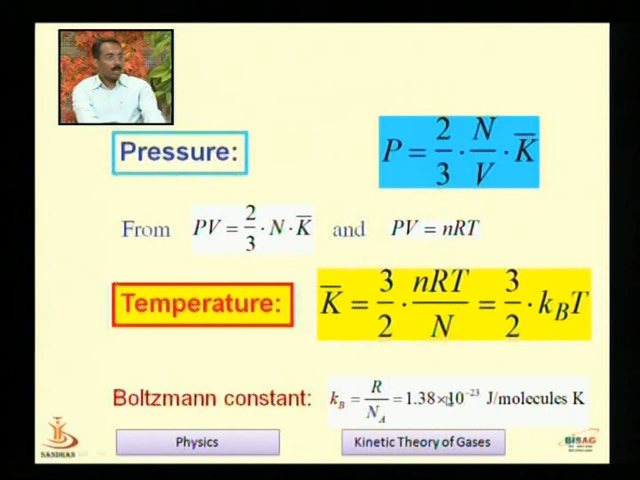 Pressure: P = 2/3 · N/V · K̅
From PV = 2/3 · N · K̅ and PV = nRT
Temperature: K̅ = 3/2 · nRT/N = 3/2 · k_B T
Boltzmann constant: k_B = R/N_A = 1.38×10⁻²³ J/molecules K
SANDHAN Physics Kinetic Theory of Gases BISAG